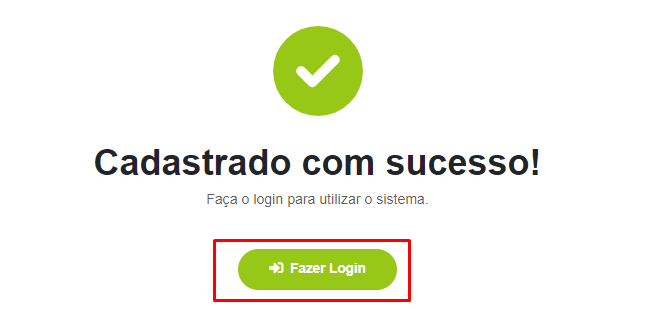 Cadastrado com sucesso!
Faça o login para utilizar o sistema.
Fazer Login